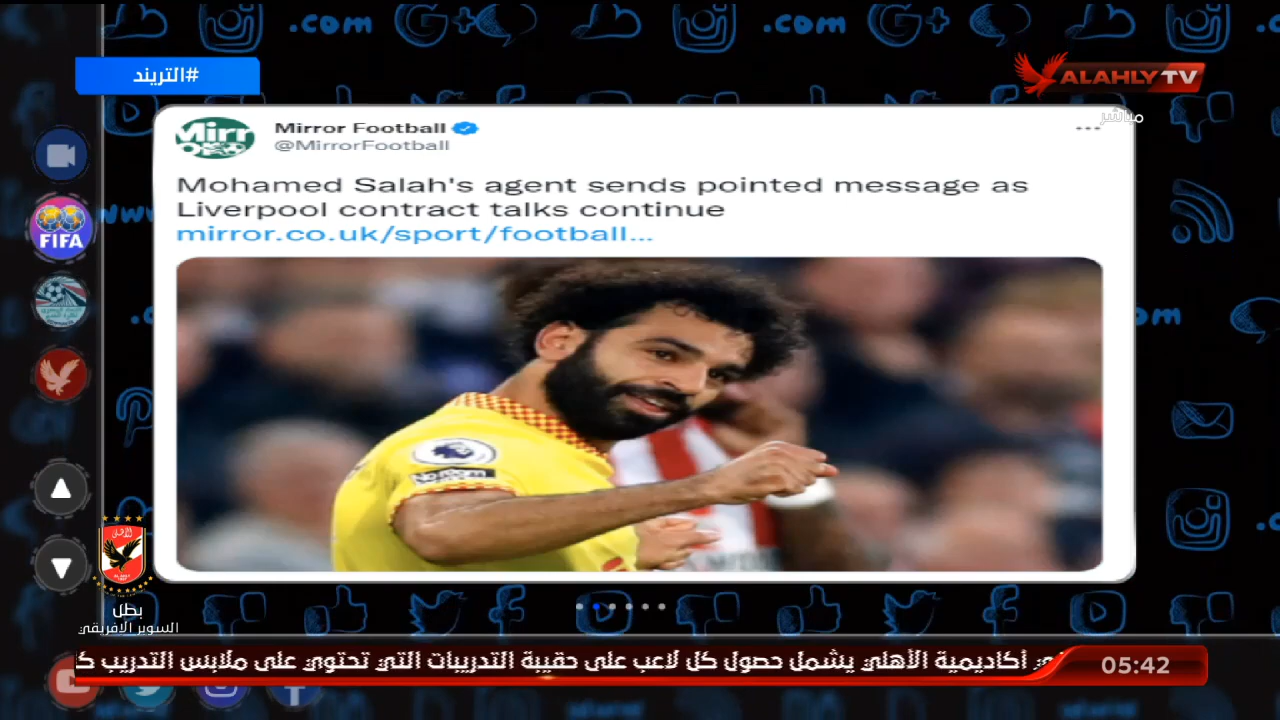 #التريند
ALAHLY TV
مباشر
Mirror Football
@MirrorFootball
Mohamed Salah's agent sends pointed message as
Liverpool contract talks continue
mirror.co.uk/sport/football...
FIFA
بطل
السوبر الافريقي
أكاديمية الأهلي يشمل حصول كل لاعب على حقيبة التدريبات التي تحتوي على ملابس التدريب
05:42